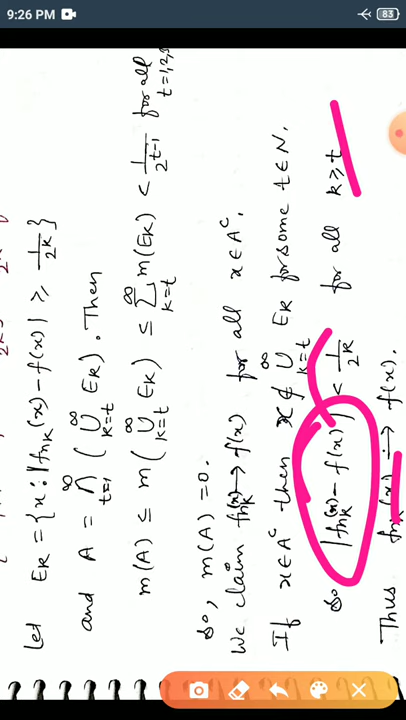 9:26 PM
83
Let E_K = {x : |f_{n_K}(x) - f(x)| ≥ 1/2^K}
and A = ∩_{t=1}^∞ (∪_{K=t}^∞ E_K). Then
m(A) ≤ m(∪_{K=t}^∞ E_K) ≤ Σ_{K=t}^∞ m(E_K) < 1/2^{t-1} for all t=1,2,
So, m(A) = 0.
We claim f_{n_K}(x) → f(x) for all x∈A^c.
If x∈A^c then x∉ ∪_{K=t}^∞ E_K for some t∈N.
So |f_{n_K}(x) - f(x)| < 1/2^K for all K≥t
Thus f_{n_K}(x) → f(x).